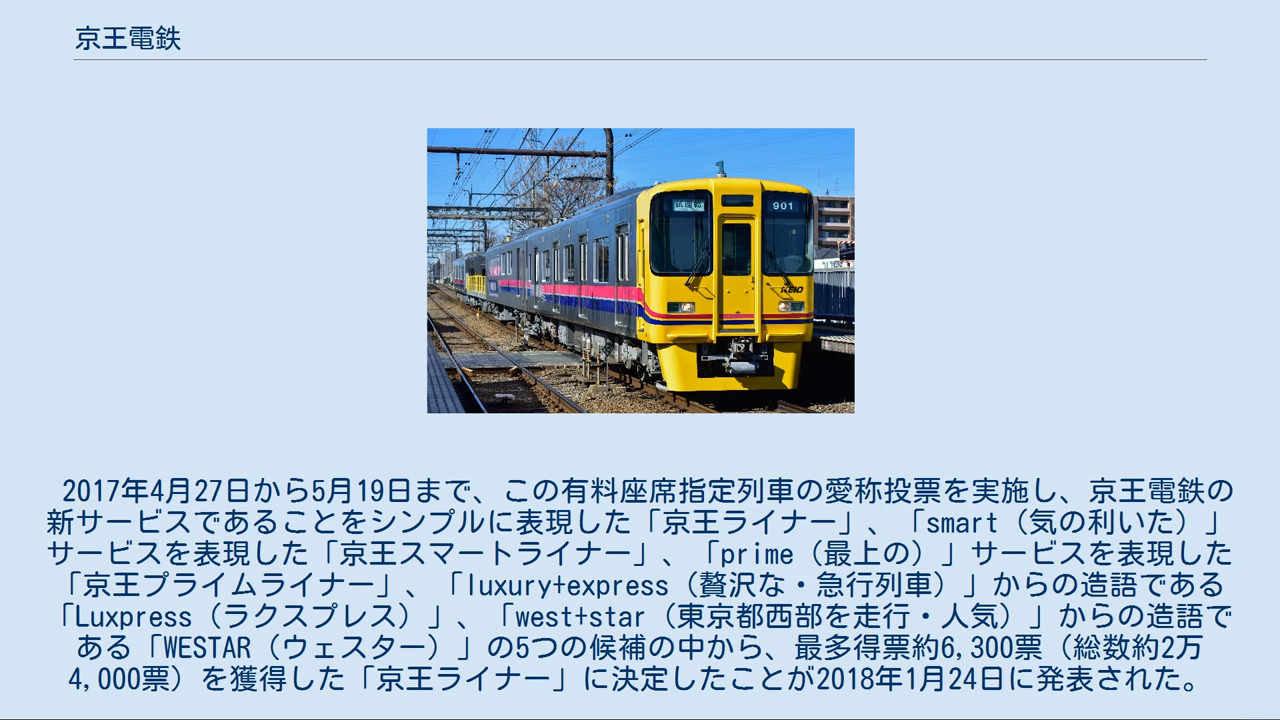 京王電鉄
901
KEIO
2017年4月27日から5月19日まで、この有料座席指定列車の愛称投票を実施し、京王電鉄の
新サービスであることをシンプルに表現した「京王ライナー」、「smart（気の利いた）」
サービスを表現した「京王スマートライナー」、「prime（最上の）」サービスを表現した
「京王プライムライナー」、「luxury+express（贅沢な・急行列車）」からの造語である
「Luxpress（ラクスプレス）」、「west+star（東京都西部を走行・人気）」からの造語で
ある「WESTAR（ウェスター）」の5つの候補の中から、最多得票約6,300票（総数約2万
4,000票）を獲得した「京王ライナー」に決定したことが2018年1月24日に発表された。